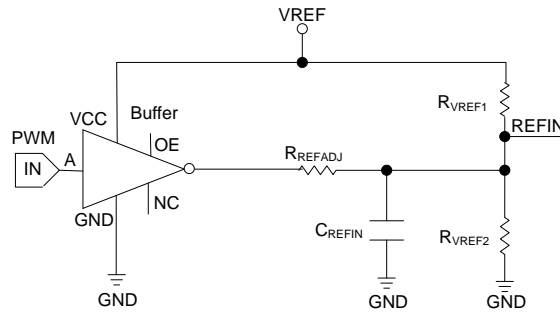 VREF
RVREF1
REFIN
Buffer
VCC
OE
PWM
IN
A
RREFADJ
NC
GND
CREFIN
RVREF2
GND
GND
GND